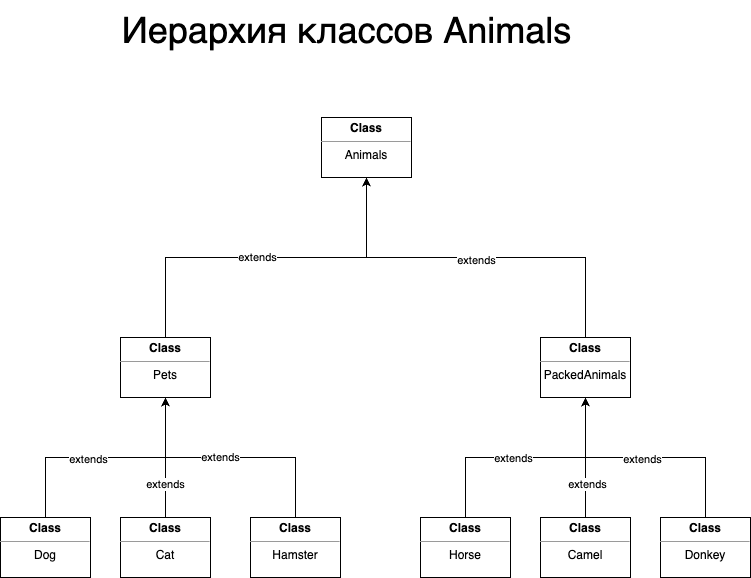 Иерархия классов Animals
Class
Animals
extends
extends
Class
Pets
Class
PackedAnimals
extends
extends
extends
extends
extends
extends
Class
Dog
Class
Cat
Class
Hamster
Class
Horse
Class
Camel
Class
Donkey